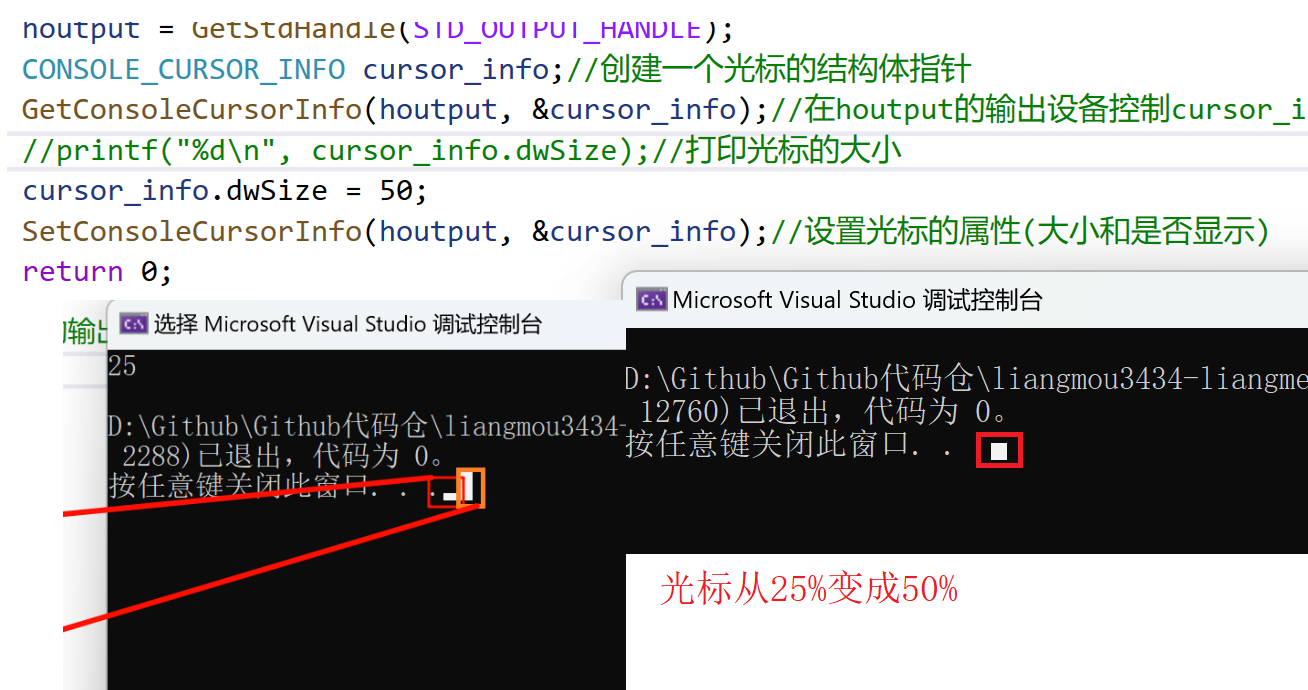 houtput = GetStdHandle(STD_OUTPUT_HANDLE);
CONSOLE_CURSOR_INFO cursor_info;//创建一个光标的结构体指针
GetConsoleCursorInfo(houtput, &cursor_info);//在houtput的输出设备控制cursor_i
//printf("%d\n", cursor_info.dwSize);//打印光标的大小
cursor_info.dwSize = 50;
SetConsoleCursorInfo(houtput, &cursor_info);//设置光标的属性(大小和是否显示)
return 0;
的输出
选择 Microsoft Visual Studio 调试控制台
25
D:\Github\Github代码仓\liangmou3434-
2288)已退出，代码为 0。
按任意键关闭此窗口. . .
Microsoft Visual Studio 调试控制台
D:\Github\Github代码仓\liangmou3434-liangme
12760)已退出，代码为 0。
按任意键关闭此窗口. .
光标从25%变成50%